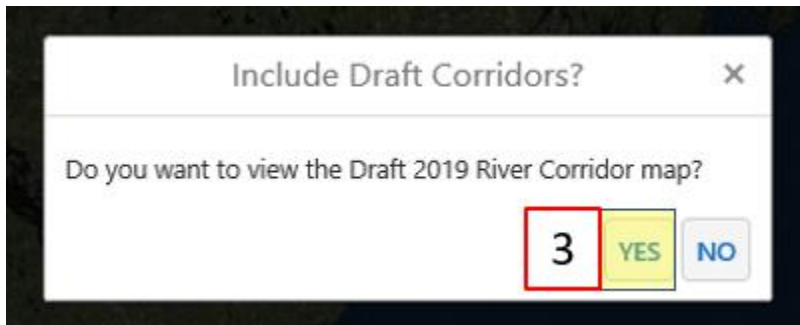 Include Draft Corridors? ×
Do you want to view the Draft 2019 River Corridor map?
3 YES NO